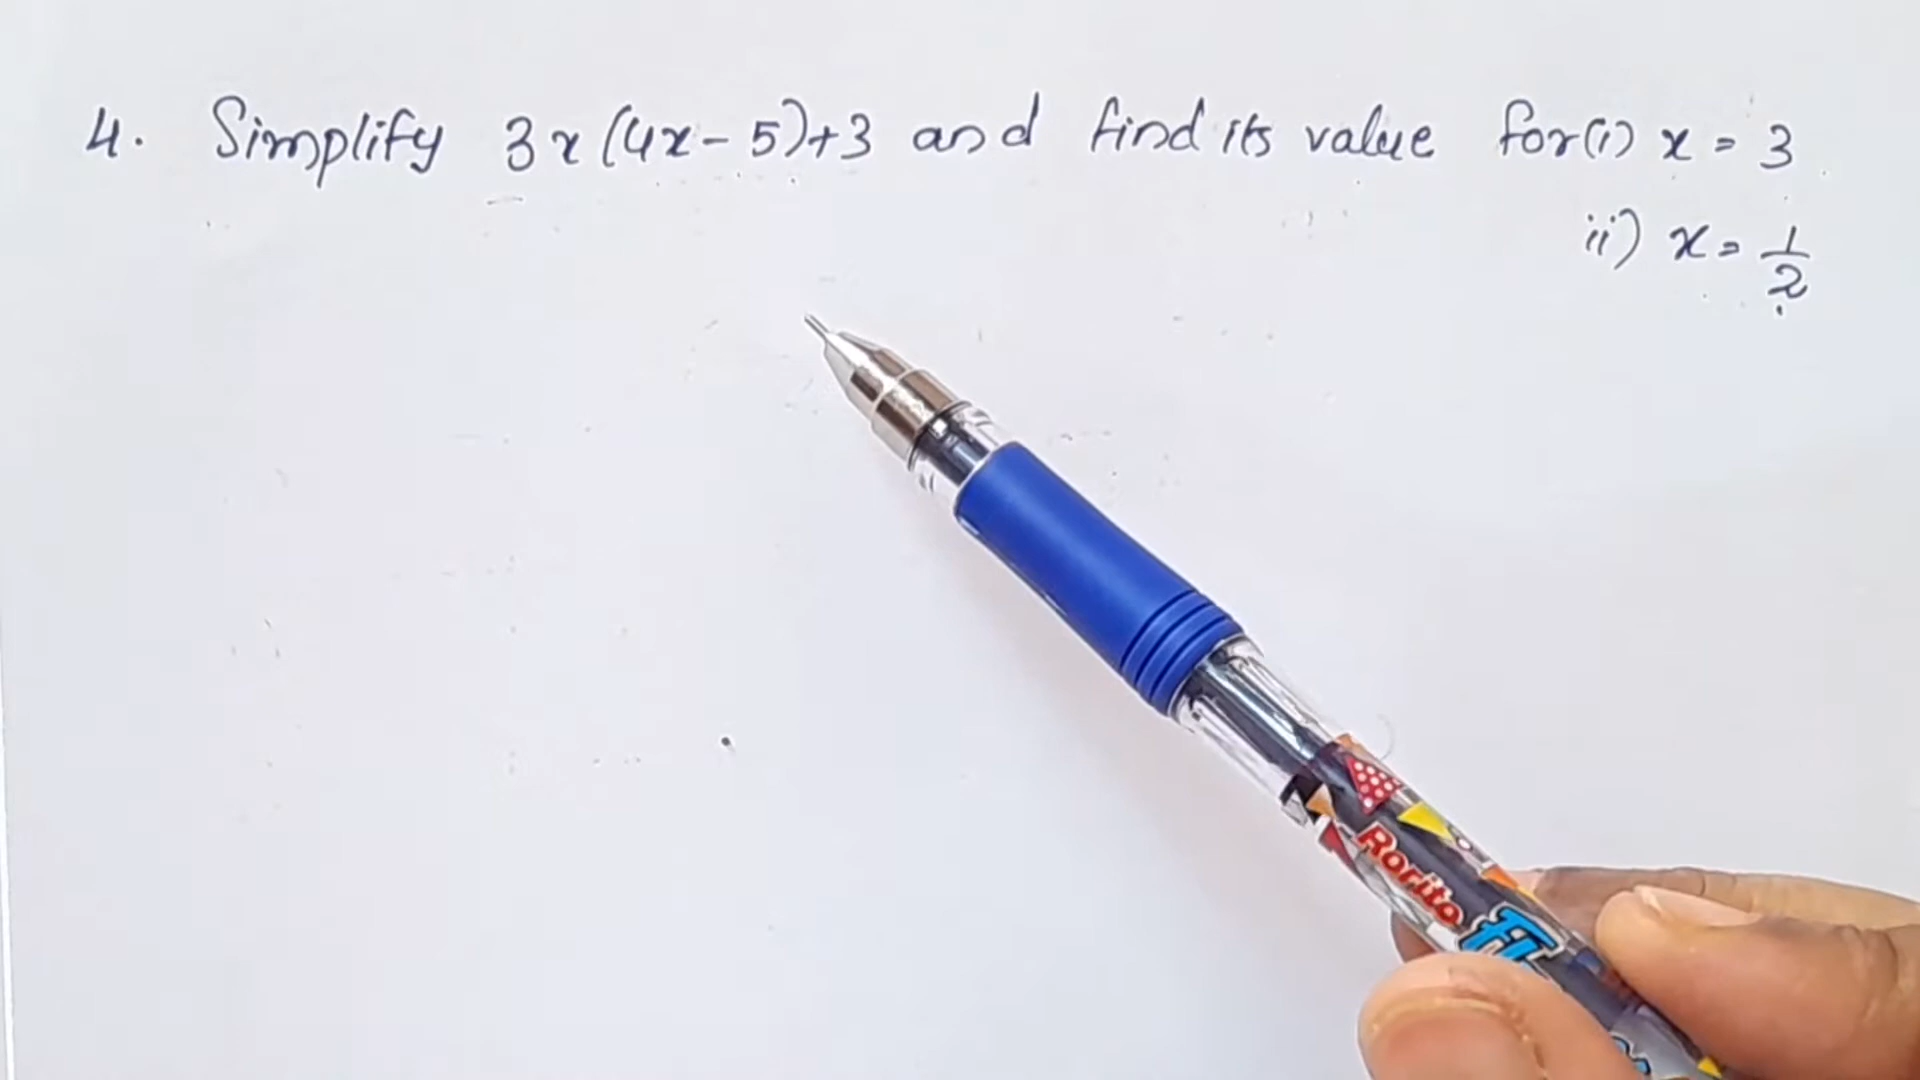 4. Simplify 3x(4x-5)+3 and find its value for (i) x = 3
ii) x = 1/2
Rorito